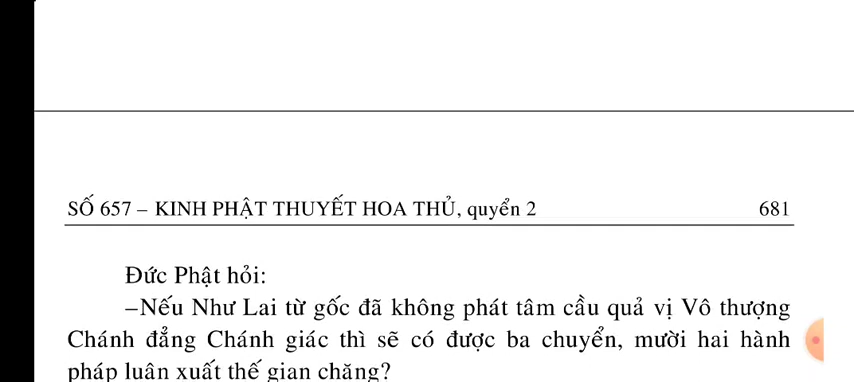 SỐ 657 – KINH PHẬT THUYẾT HOA THỦ, quyển 2 681
Đức Phật hỏi:
–Nếu Như Lai từ gốc đã không phát tâm cầu quả vị Vô thượng
Chánh đẳng Chánh giác thì sẽ có được ba chuyển, mười hai hành
pháp luân xuất thế gian chăng?